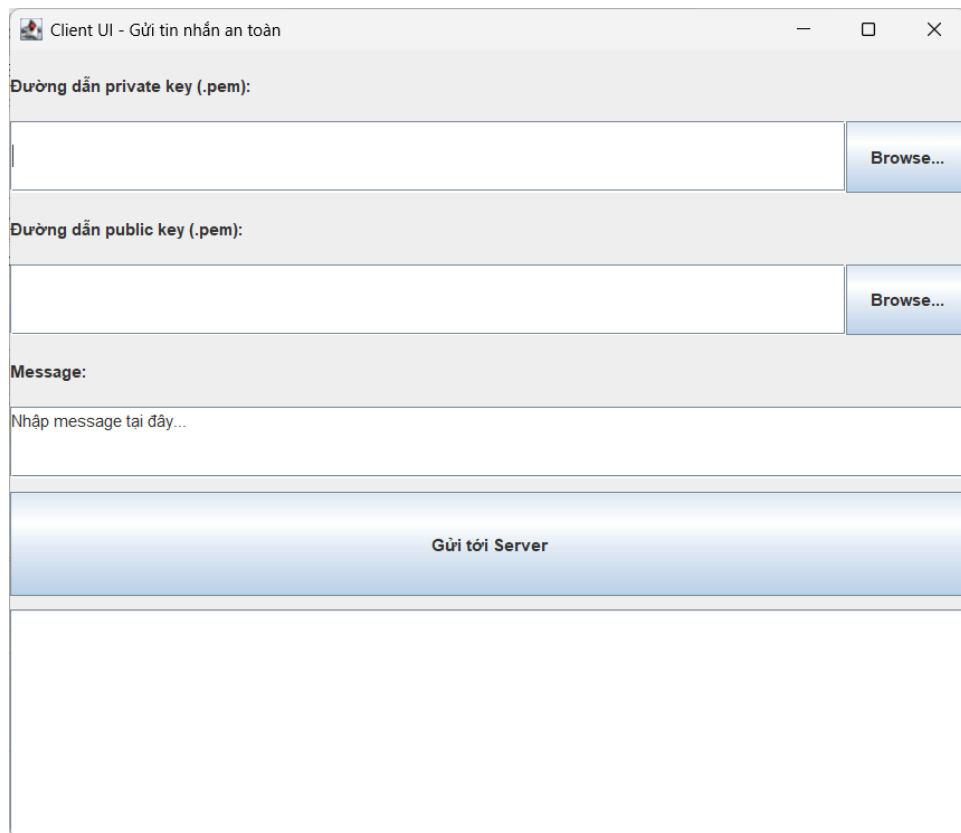 Client UI - Gửi tin nhắn an toàn
Đường dẫn private key (.pem):
Browse...
Đường dẫn public key (.pem):
Browse...
Message:
Nhập message tại đây...
Gửi tới Server